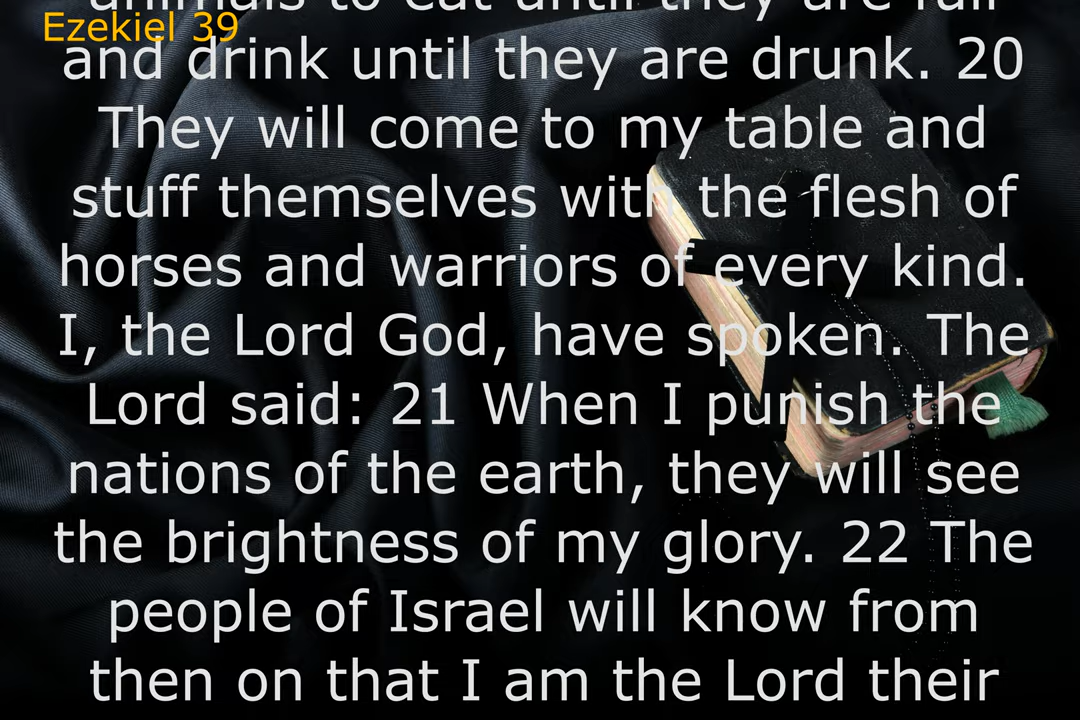 animals to eat until they are full
Ezekiel 39
and drink until they are drunk. 20
They will come to my table and
stuff themselves with the flesh of
horses and warriors of every kind.
I, the Lord God, have spoken. The
Lord said: 21 When I punish the
nations of the earth, they will see
the brightness of my glory. 22 The
people of Israel will know from
then on that I am the Lord their